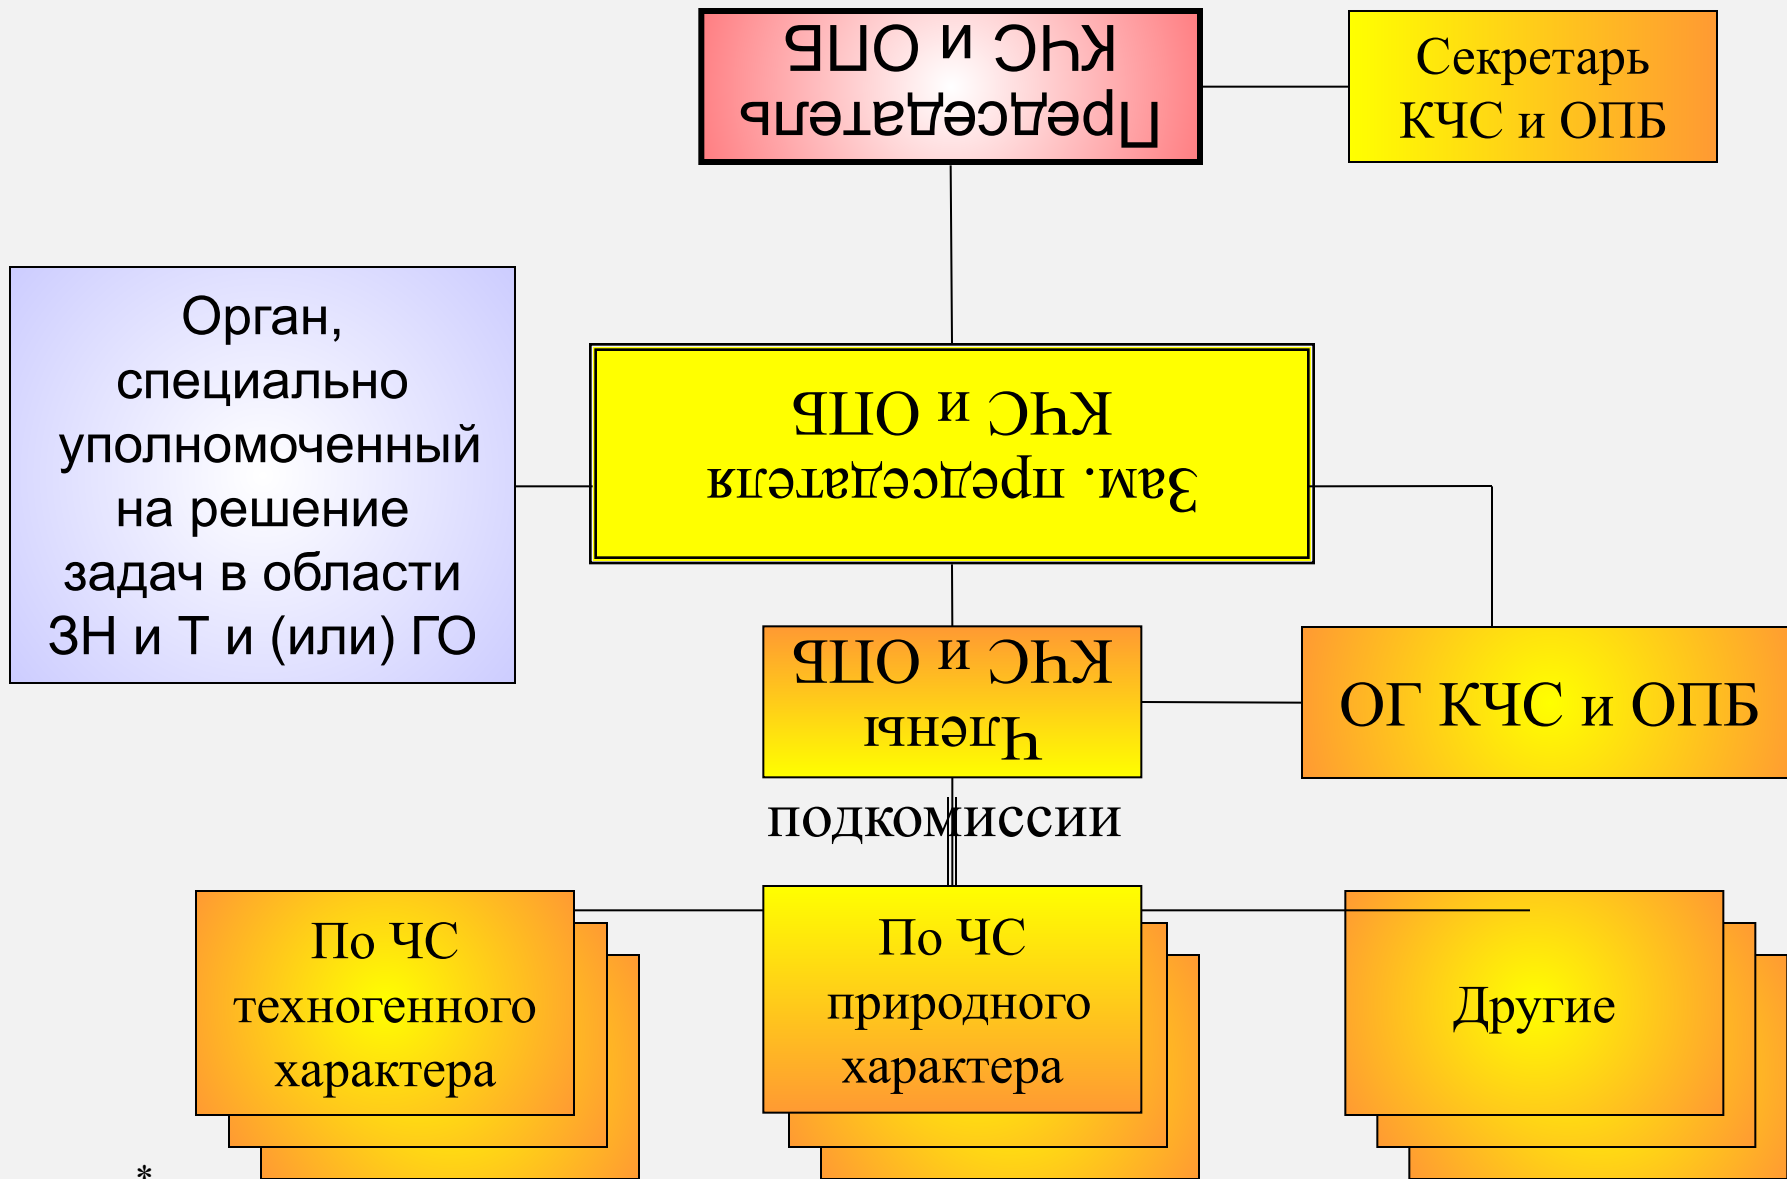 Председатель
КЧС и ОПБ
Секретарь
КЧС и ОПБ
Орган,
специально
уполномоченный
на решение
задач в области
ЗН и Т и (или) ГО
Зам. председателя
КЧС и ОПБ
Члены
КЧС и ОПБ
ОГ КЧС и ОПБ
подкомиссии
По ЧС
техногенного
характера
По ЧС
природного
характера
Другие
*